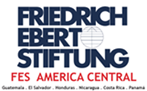 FRIEDRICH
EBERT
STIFTUNG
FES AMERICA CENTRAL
Guatemala . El Salvador . Honduras . Nicaragua . Costa Rica . Panamá